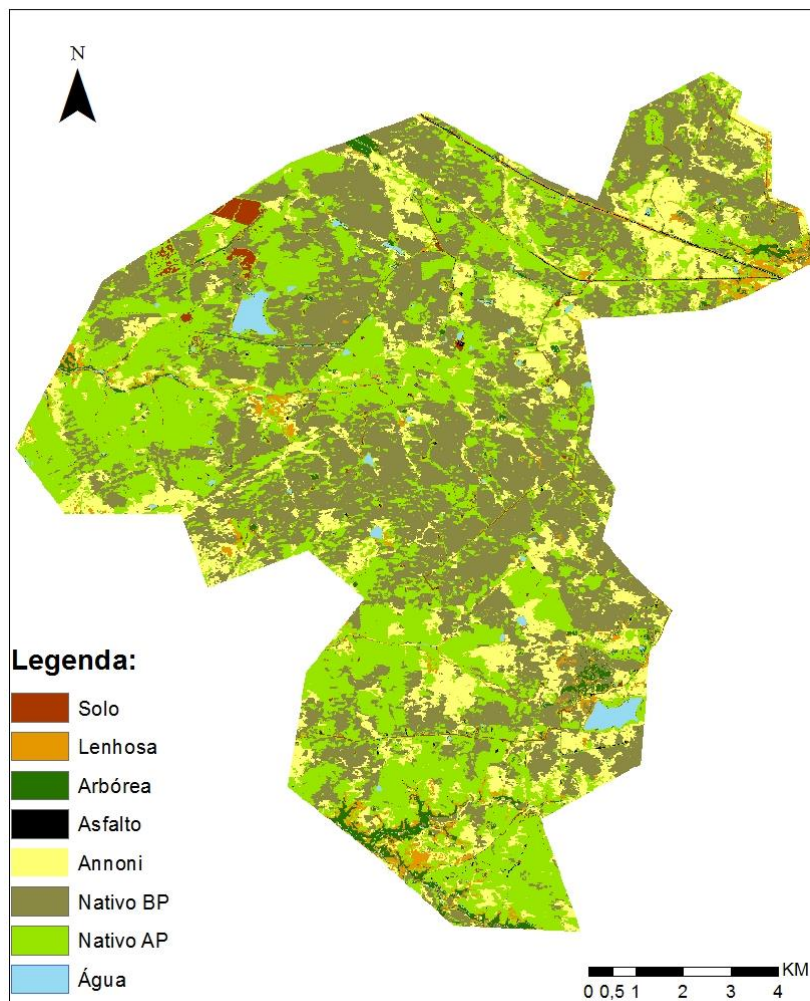 N
Legenda:
Solo
Lenhosa
Arbórea
Asfalto
Annoni
Nativo BP
Nativo AP
Água
KM
0 0,5 1 2 3 4